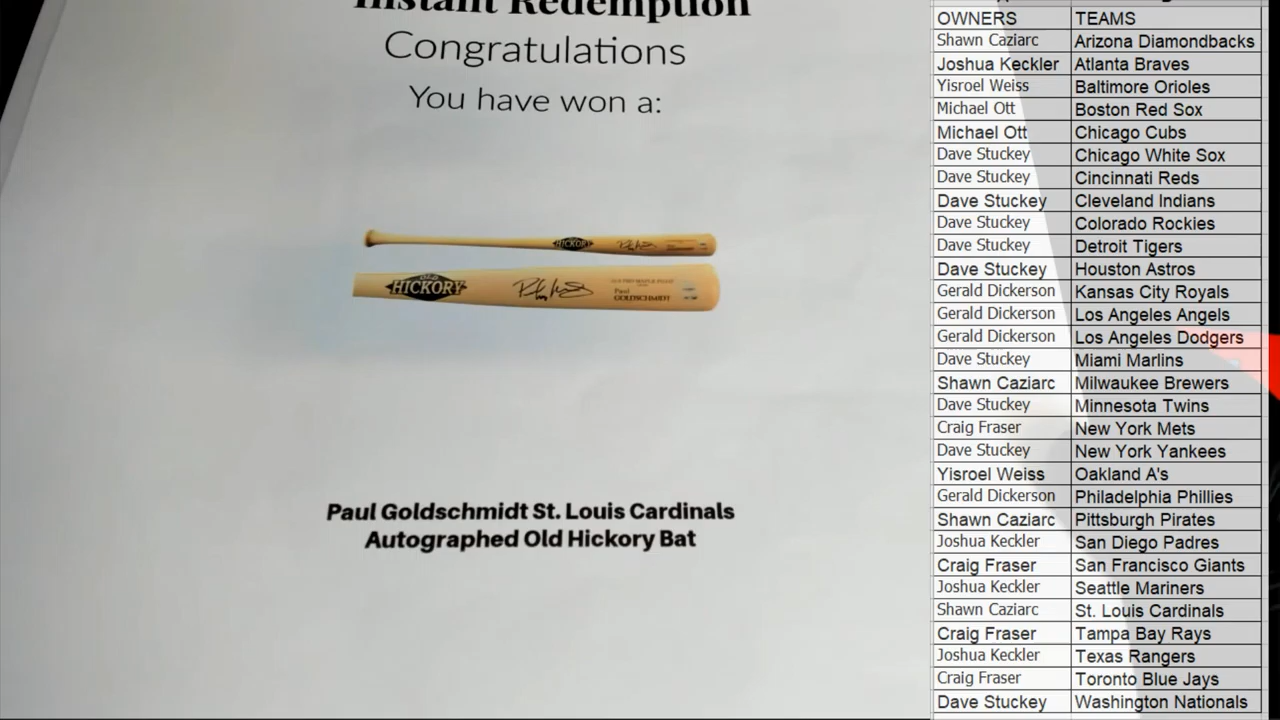 Instant Redemption
Congratulations
You have won a:
HICKORY
HICKORY
Paul
GOLDSCHMIDT
Paul Goldschmidt St. Louis Cardinals
Autographed Old Hickory Bat
OWNERS TEAMS
Shawn Caziarc Arizona Diamondbacks
Joshua Keckler Atlanta Braves
Yisroel Weiss Baltimore Orioles
Michael Ott Boston Red Sox
Michael Ott Chicago Cubs
Dave Stuckey Chicago White Sox
Dave Stuckey Cincinnati Reds
Dave Stuckey Cleveland Indians
Dave Stuckey Colorado Rockies
Dave Stuckey Detroit Tigers
Dave Stuckey Houston Astros
Gerald Dickerson Kansas City Royals
Gerald Dickerson Los Angeles Angels
Gerald Dickerson Los Angeles Dodgers
Dave Stuckey Miami Marlins
Shawn Caziarc Milwaukee Brewers
Dave Stuckey Minnesota Twins
Craig Fraser New York Mets
Dave Stuckey New York Yankees
Yisroel Weiss Oakland A's
Gerald Dickerson Philadelphia Phillies
Shawn Caziarc Pittsburgh Pirates
Joshua Keckler San Diego Padres
Craig Fraser San Francisco Giants
Joshua Keckler Seattle Mariners
Shawn Caziarc St. Louis Cardinals
Craig Fraser Tampa Bay Rays
Joshua Keckler Texas Rangers
Craig Fraser Toronto Blue Jays
Dave Stuckey Washington Nationals